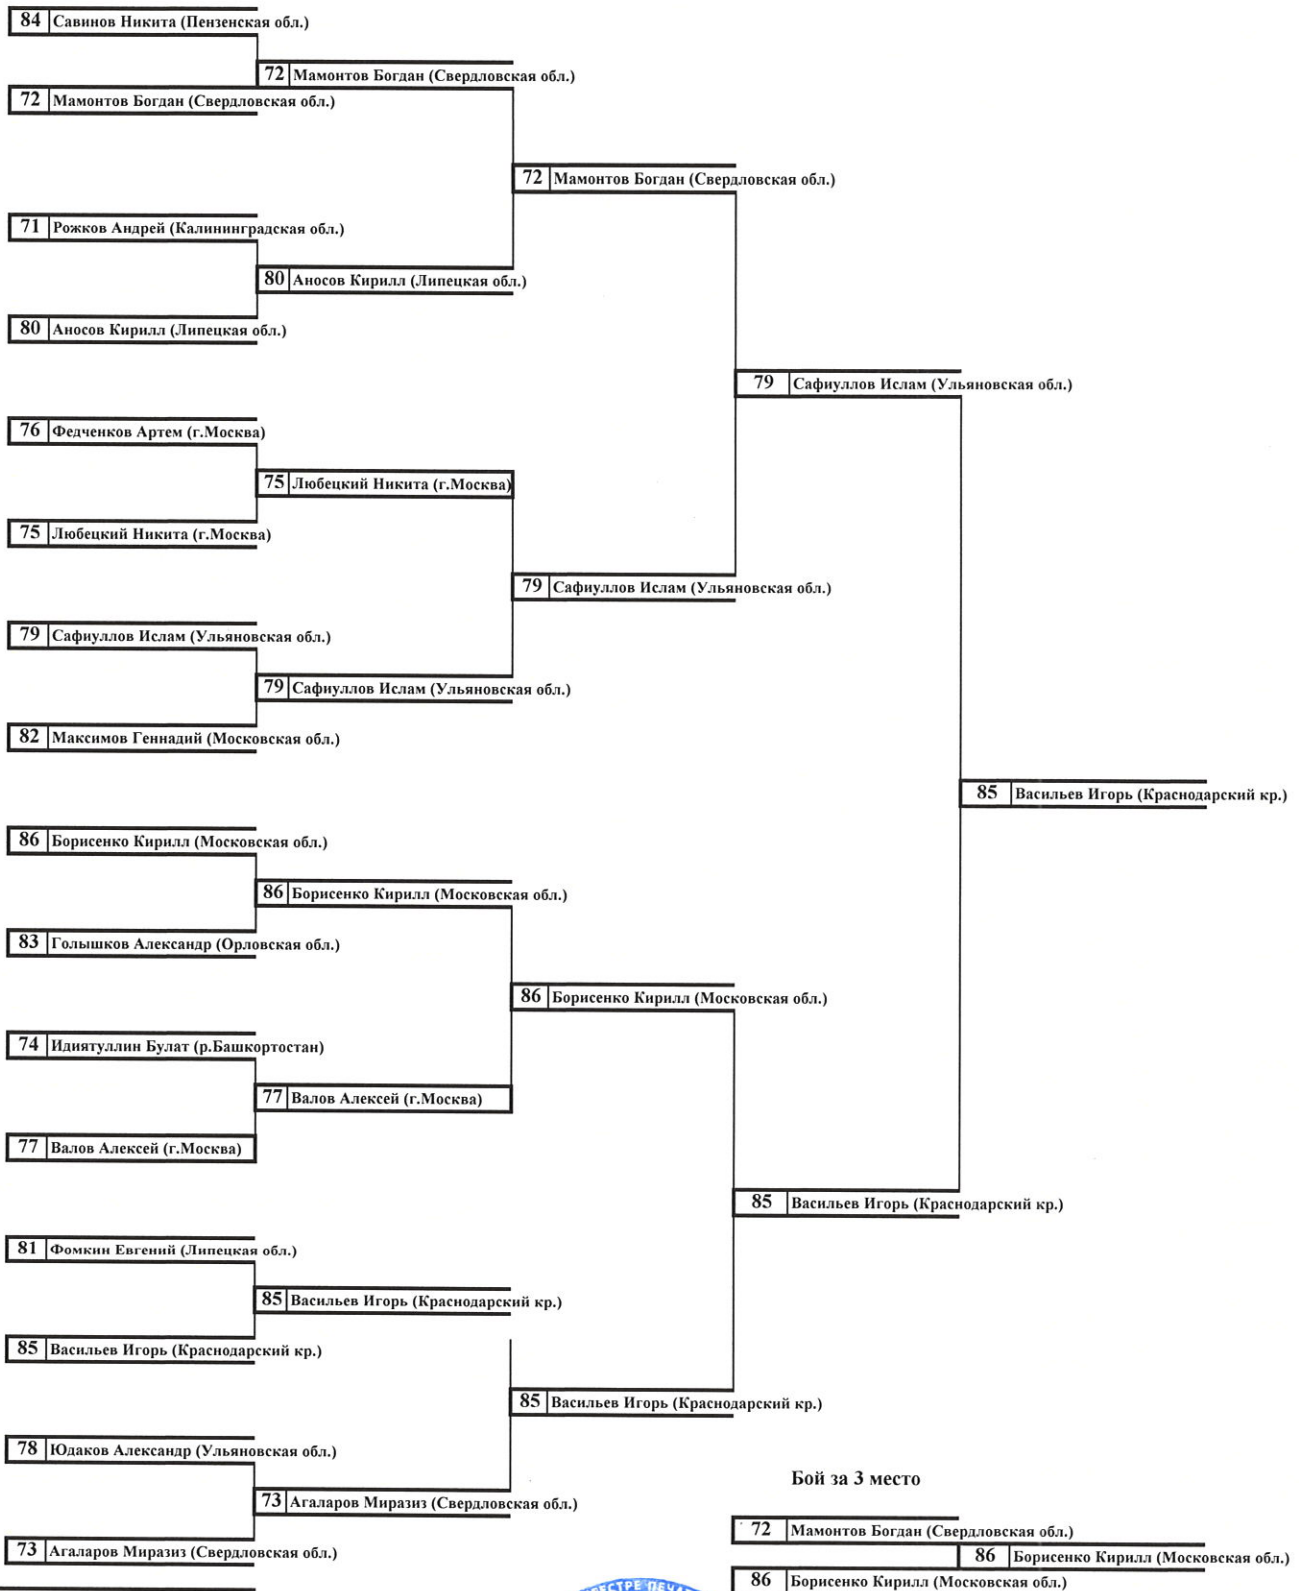 84 Савинов Никита (Пензенская обл.)
72 Мамонтов Богдан (Свердловская обл.)
72 Мамонтов Богдан (Свердловская обл.)
72 Мамонтов Богдан (Свердловская обл.)
71 Рожков Андрей (Калининградская обл.)
80 Аносов Кирилл (Липецкая обл.)
80 Аносов Кирилл (Липецкая обл.)
79 Сафиуллов Ислам (Ульяновская обл.)
76 Федченков Артем (г.Москва)
75 Любецкий Никита (г.Москва)
75 Любецкий Никита (г.Москва)
79 Сафиуллов Ислам (Ульяновская обл.)
79 Сафиуллов Ислам (Ульяновская обл.)
79 Сафиуллов Ислам (Ульяновская обл.)
82 Максимов Геннадий (Московская обл.)
85 Васильев Игорь (Краснодарский кр.)
86 Борисенко Кирилл (Московская обл.)
86 Борисенко Кирилл (Московская обл.)
83 Голышков Александр (Орловская обл.)
86 Борисенко Кирилл (Московская обл.)
74 Идиятуллин Булат (р.Башкортостан)
77 Валов Алексей (г.Москва)
77 Валов Алексей (г.Москва)
85 Васильев Игорь (Краснодарский кр.)
81 Фомкин Евгений (Липецкая обл.)
85 Васильев Игорь (Краснодарский кр.)
85 Васильев Игорь (Краснодарский кр.)
85 Васильев Игорь (Краснодарский кр.)
78 Юдаков Александр (Ульяновская обл.)
Бой за 3 место
73 Агаларов Миразиз (Свердловская обл.)
72 Мамонтов Богдан (Свердловская обл.)
73 Агаларов Миразиз (Свердловская обл.)
86 Борисенко Кирилл (Московская обл.)
86 Борисенко Кирилл (Московская обл.)